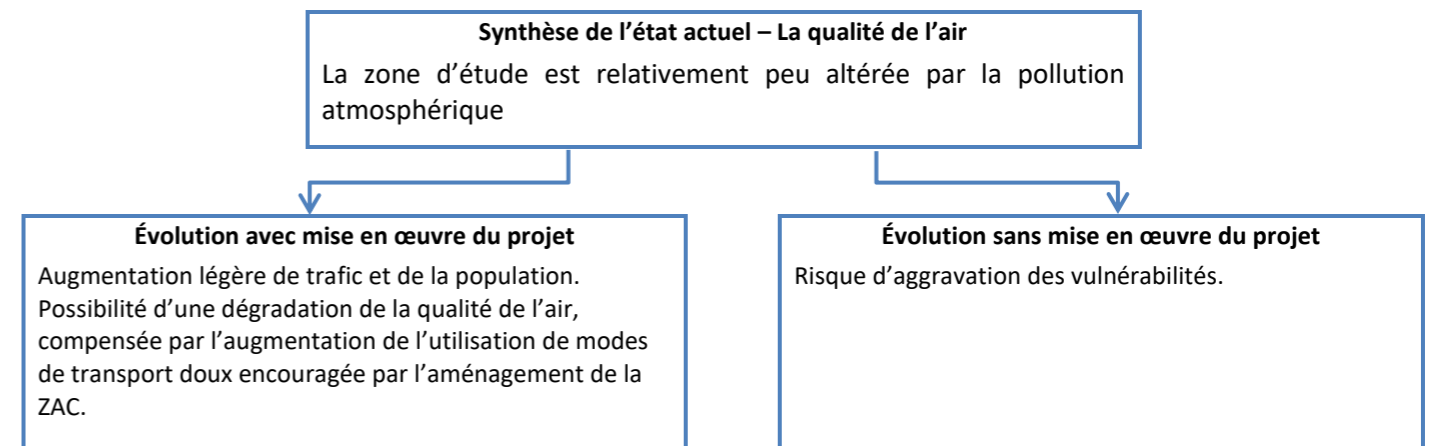 Synthèse de l’état actuel – La qualité de l’air
La zone d’étude est relativement peu altérée par la pollution
atmosphérique
Évolution avec mise en œuvre du projet
Augmentation légère de trafic et de la population.
Possibilité d’une dégradation de la qualité de l’air,
compensée par l’augmentation de l’utilisation de modes
de transport doux encouragée par l’aménagement de la
ZAC.
Évolution sans mise en œuvre du projet
Risque d’aggravation des vulnérabilités.